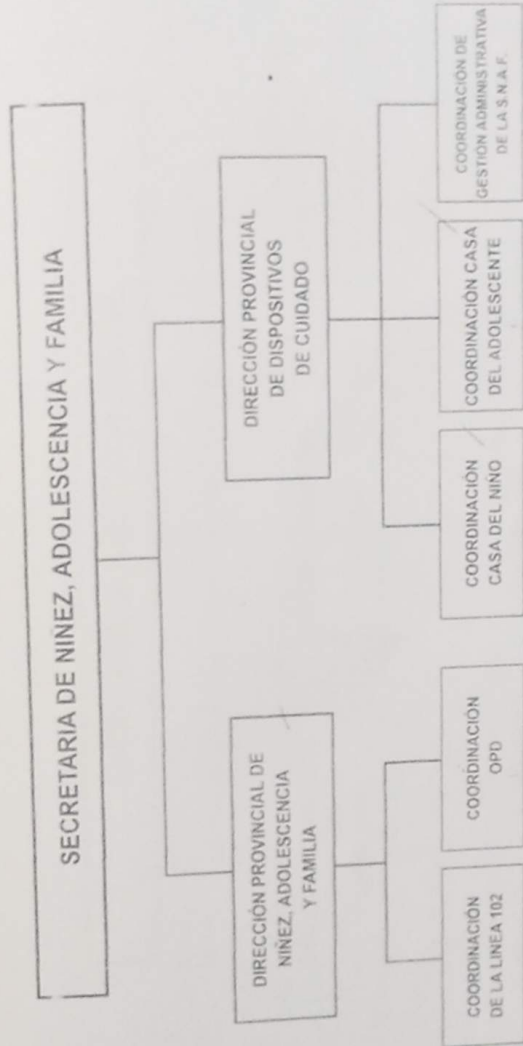 SECRETARIA DE NIÑEZ, ADOLESCENCIA Y FAMILIA
DIRECCIÓN PROVINCIAL DE
NIÑEZ, ADOLESCENCIA
Y FAMILIA
DIRECCIÓN PROVINCIAL
DE DISPOSITIVOS
DE CUIDADO
COORDINACIÓN
DE LA LINEA 102
COORDINACIÓN
OPD
COORDINACIÓN
CASA DEL NIÑO
COORDINACIÓN CASA
DEL ADOLESCENTE
COORDINACIÓN DE
GESTIÓN ADMINISTRATIVA
DE LA S.N.A.F.